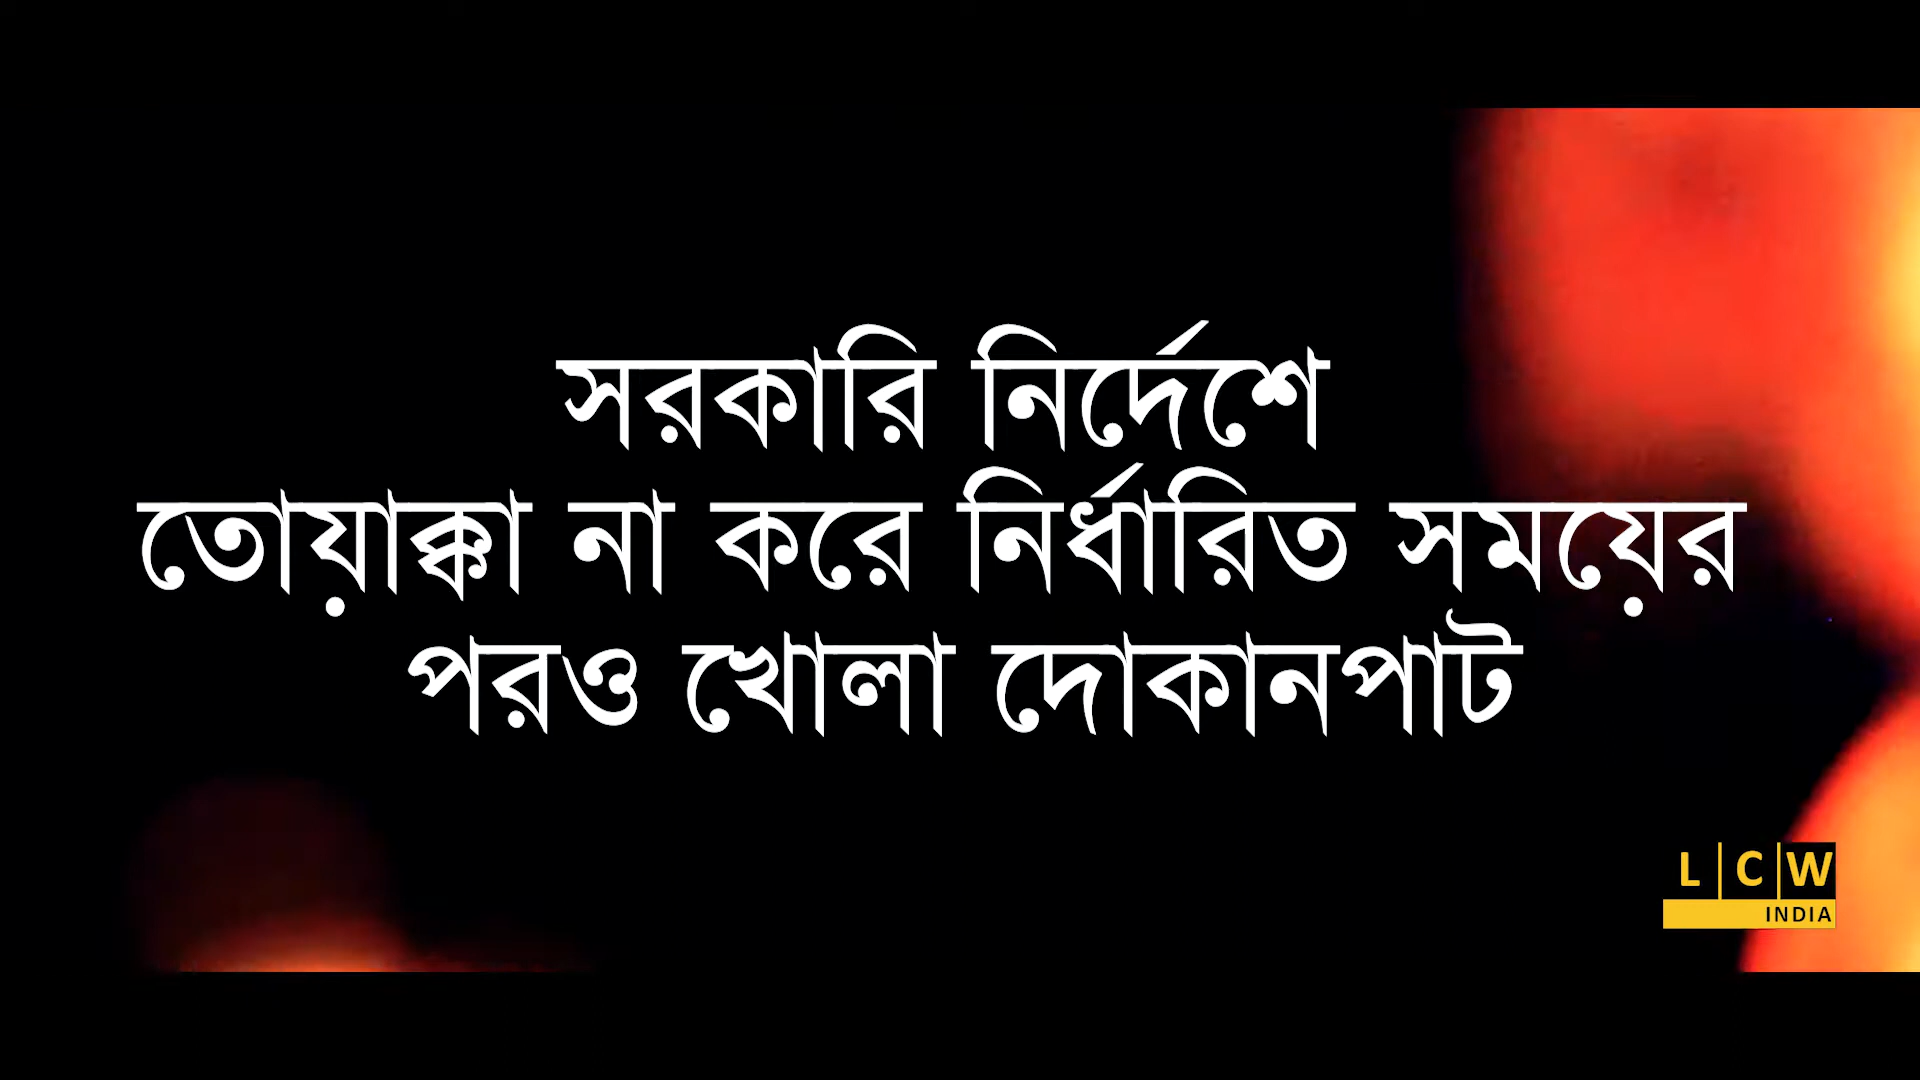 সরকারি নির্দেশে
তোয়াক্কা না করে নির্ধারিত সময়ের
পরও খোলা দোকানপাট
L C W
INDIA